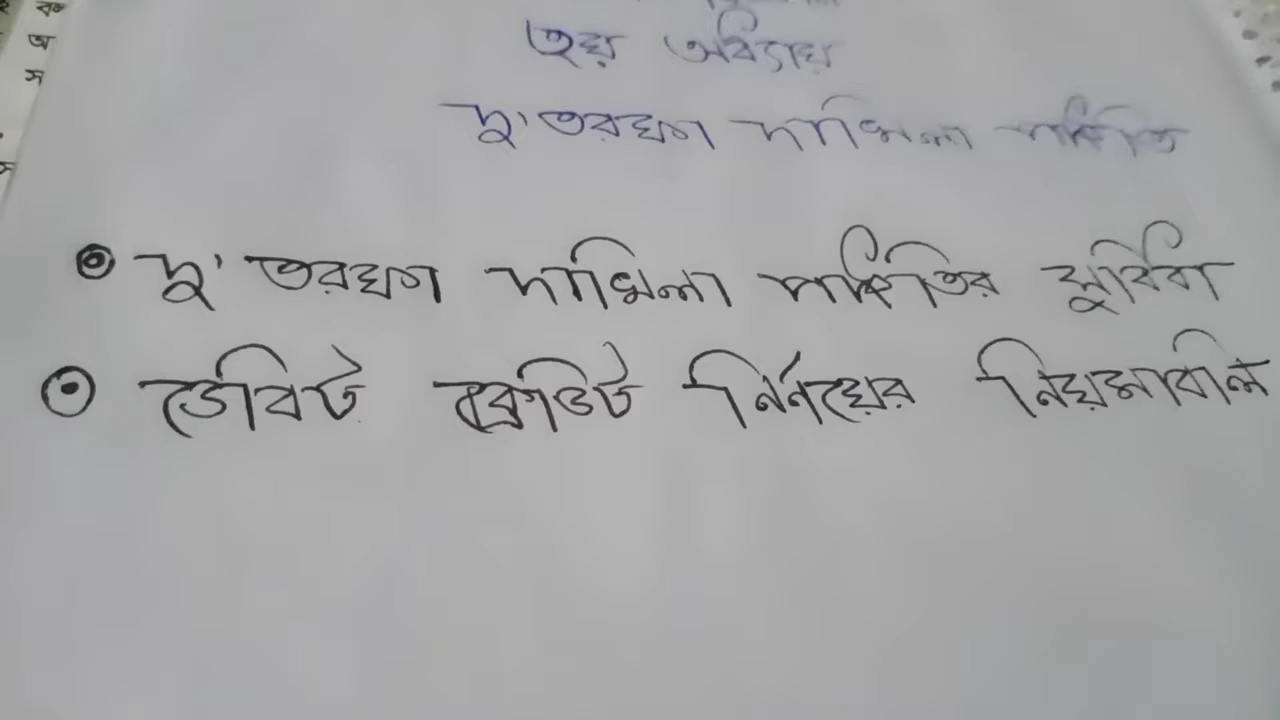 ৩য় অধ্যায়
দু'তরফা দাখিলা পদ্ধতি
দু'তরফা দাখিলা পদ্ধতির সুবিধা
ডেবিট ক্রেডিট নির্ণয়ের নিয়মাবলি